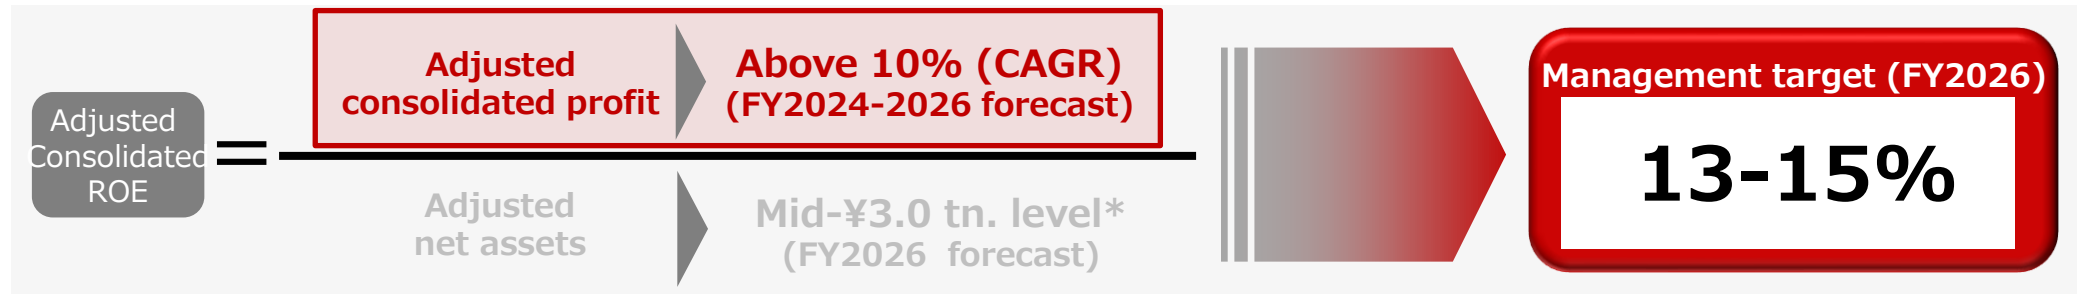 Adjusted
Consolidated
ROE
=
Adjusted
consolidated profit
Above 10% (CAGR)
(FY2024-2026 forecast)
Adjusted
net assets
Mid-¥3.0 tn. level*
(FY2026 forecast)
Management target (FY2026)
13-15%